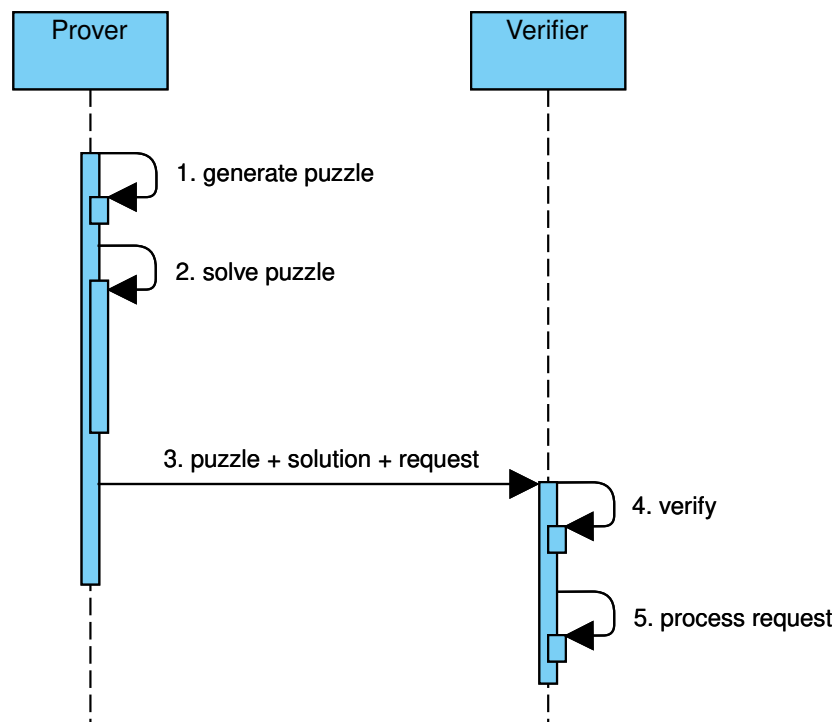 Prover
Verifier
1. generate puzzle
2. solve puzzle
3. puzzle + solution + request
4. verify
5. process request